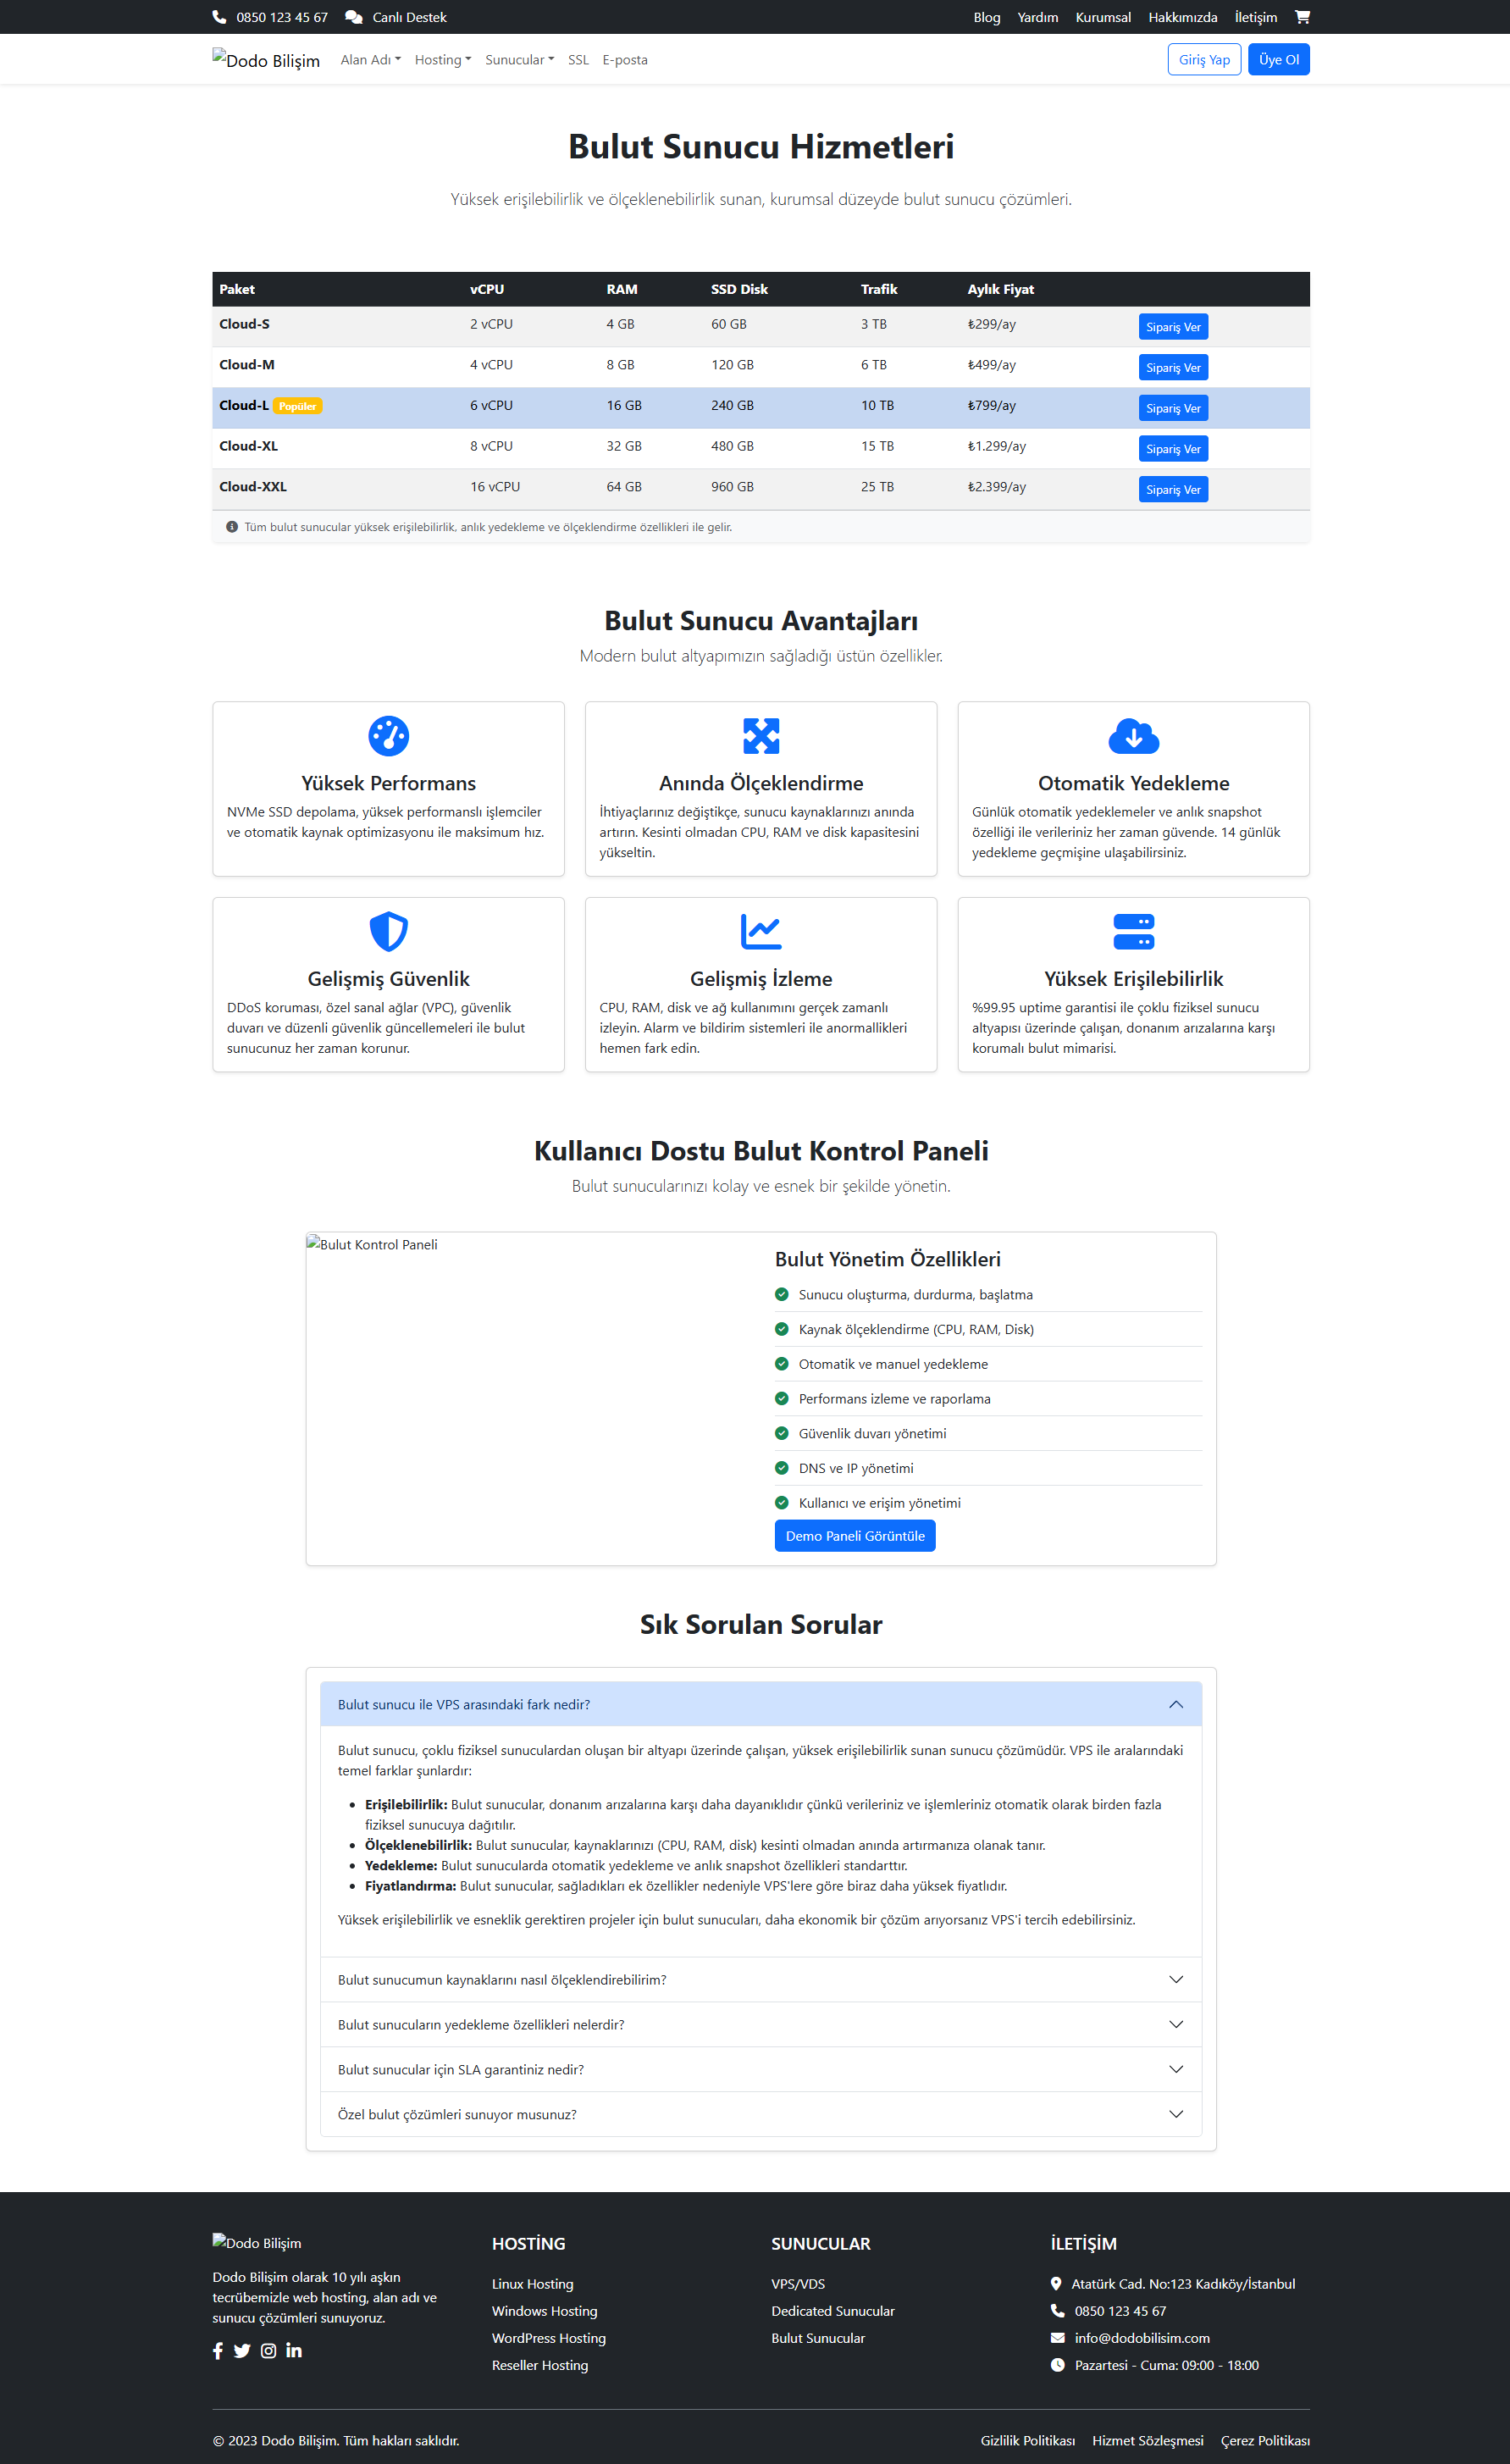 0850 123 45 67 Canlı Destek Blog Yardım Kurumsal Hakkımızda İletişim
Dodo Bilişim Alan Adı Hosting Sunucular SSL E-posta Giriş Yap Üye Ol
Bulut Sunucu Hizmetleri
Yüksek erişilebilirlik ve ölçeklenebilirlik sunan, kurumsal düzeyde bulut sunucu çözümleri.
Paket vCPU RAM SSD Disk Trafik Aylık Fiyat
Cloud-S 2 vCPU 4 GB 60 GB 3 TB ₺299/ay Sipariş Ver
Cloud-M 4 vCPU 8 GB 120 GB 6 TB ₺499/ay Sipariş Ver
Cloud-L Popüler 6 vCPU 16 GB 240 GB 10 TB ₺799/ay Sipariş Ver
Cloud-XL 8 vCPU 32 GB 480 GB 15 TB ₺1.299/ay Sipariş Ver
Cloud-XXL 16 vCPU 64 GB 960 GB 25 TB ₺2.399/ay Sipariş Ver
Tüm bulut sunucular yüksek erişilebilirlik, anlık yedekleme ve ölçeklendirme özellikleri ile gelir.
Bulut Sunucu Avantajları
Modern bulut altyapımızın sağladığı üstün özellikler.
Yüksek Performans
NVMe SSD depolama, yüksek performanslı işlemciler
ve otomatik kaynak optimizasyonu ile maksimum hız.
Anında Ölçeklendirme
İhtiyaçlarınız değiştikçe, sunucu kaynaklarınızı anında
artırın. Kesinti olmadan CPU, RAM ve disk kapasitesini
yükseltin.
Otomatik Yedekleme
Günlük otomatik yedeklemeler ve anlık snapshot
özelliği ile verileriniz her zaman güvende. 14 günlük
yedekleme geçmişine ulaşabilirsiniz.
Gelişmiş Güvenlik
DDoS koruması, özel sanal ağlar (VPC), güvenlik
duvarı ve düzenli güvenlik güncellemeleri ile bulut
sunucunuz her zaman korunur.
Gelişmiş İzleme
CPU, RAM, disk ve ağ kullanımını gerçek zamanlı
izleyin. Alarm ve bildirim sistemleri ile anormallikleri
hemen fark edin.
Yüksek Erişilebilirlik
%99.95 uptime garantisi ile çoklu fiziksel sunucu
altyapısı üzerinde çalışan, donanım arızalarına karşı
korumalı bulut mimarisi.
Kullanıcı Dostu Bulut Kontrol Paneli
Bulut sunucularınızı kolay ve esnek bir şekilde yönetin.
Bulut Kontrol Paneli
Bulut Yönetim Özellikleri
Sunucu oluşturma, durdurma, başlatma
Kaynak ölçeklendirme (CPU, RAM, Disk)
Otomatik ve manuel yedekleme
Performans izleme ve raporlama
Güvenlik duvarı yönetimi
DNS ve IP yönetimi
Kullanıcı ve erişim yönetimi
Demo Paneli Görüntüle
Sık Sorulan Sorular
Bulut sunucu ile VPS arasındaki fark nedir?
Bulut sunucu, çoklu fiziksel sunuculardan oluşan bir altyapı üzerinde çalışan, yüksek erişilebilirlik sunan sunucu çözümüdür. VPS ile aralarındaki
temel farklar şunlardır:
• Erişilebilirlik: Bulut sunucular, donanım arızalarına karşı daha dayanıklıdır çünkü verileriniz ve işlemleriniz otomatik olarak birden fazla
fiziksel sunucuya dağıtılır.
• Ölçeklenebilirlik: Bulut sunucular, kaynaklarınızı (CPU, RAM, disk) kesinti olmadan anında artırmanıza olanak tanır.
• Yedekleme: Bulut sunucularda otomatik yedekleme ve anlık snapshot özellikleri standarttır.
• Fiyatlandırma: Bulut sunucular, sağladıkları ek özellikler nedeniyle VPS'lere göre biraz daha yüksek fiyatlıdır.
Yüksek erişilebilirlik ve esneklik gerektiren projeler için bulut sunucuları, daha ekonomik bir çözüm arıyorsanız VPS'i tercih edebilirsiniz.
Bulut sunucumun kaynaklarını nasıl ölçeklendirebilirim?
Bulut sunucuların yedekleme özellikleri nelerdir?
Bulut sunucular için SLA garantiniz nedir?
Özel bulut çözümleri sunuyor musunuz?
Dodo Bilişim
Dodo Bilişim olarak 10 yılı aşkın
tecrübemizle web hosting, alan adı ve
sunucu çözümleri sunuyoruz.
HOSTİNG
Linux Hosting
Windows Hosting
WordPress Hosting
Reseller Hosting
SUNUCULAR
VPS/VDS
Dedicated Sunucular
Bulut Sunucular
İLETİŞİM
Atatürk Cad. No:123 Kadıköy/İstanbul
0850 123 45 67
info@dodobilisim.com
Pazartesi - Cuma: 09:00 - 18:00
© 2023 Dodo Bilişim. Tüm hakları saklıdır. Gizlilik Politikası Hizmet Sözleşmesi Çerez Politikası